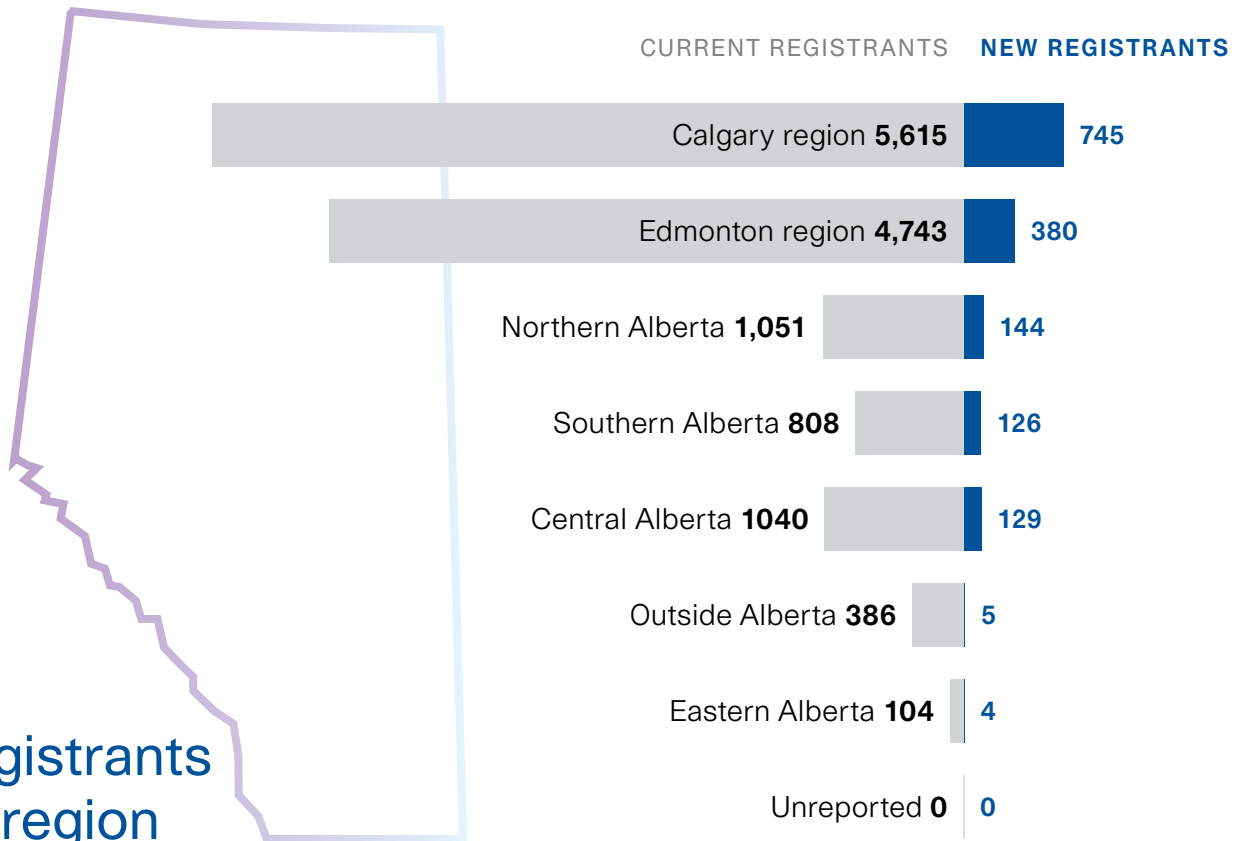 CURRENT REGISTRANTS NEW REGISTRANTS
Calgary region 5,615 745
Edmonton region 4,743 380
Northern Alberta 1,051 144
Southern Alberta 808 126
Central Alberta 1040 129
Outside Alberta 386 5
Eastern Alberta 104 4
Unreported 0 0
gistrants
region